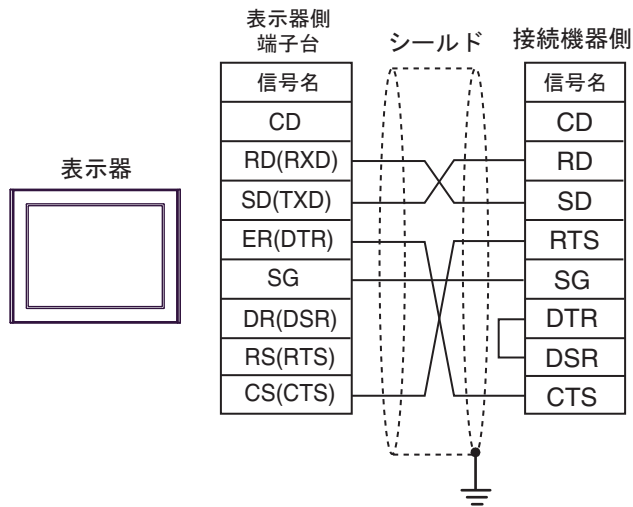 表示器
表示器側
端子台
信号名
CD
RD(RXD)
SD(TXD)
ER(DTR)
SG
DR(DSR)
RS(RTS)
CS(CTS)
シールド
接続機器側
信号名
CD
RD
SD
RTS
SG
DTR
DSR
CTS